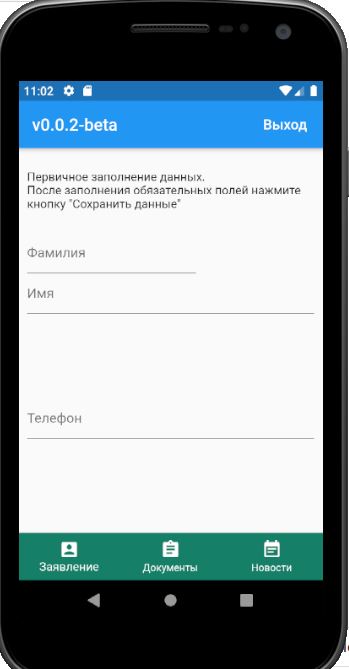 11:02
v0.0.2-beta
Выход
Первичное заполнение данных.
После заполнения обязательных полей нажмите
кнопку "Сохранить данные"
Фамилия
Имя
Телефон
Заявление
Документы
Новости